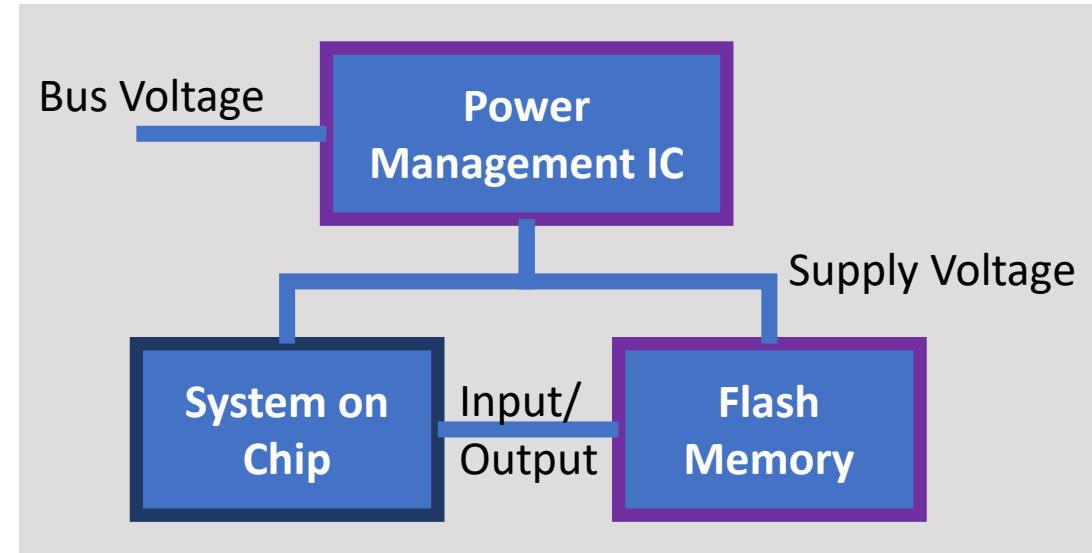 Bus Voltage
Power
Management IC
Supply Voltage
System on
Chip
Input/
Output
Flash
Memory